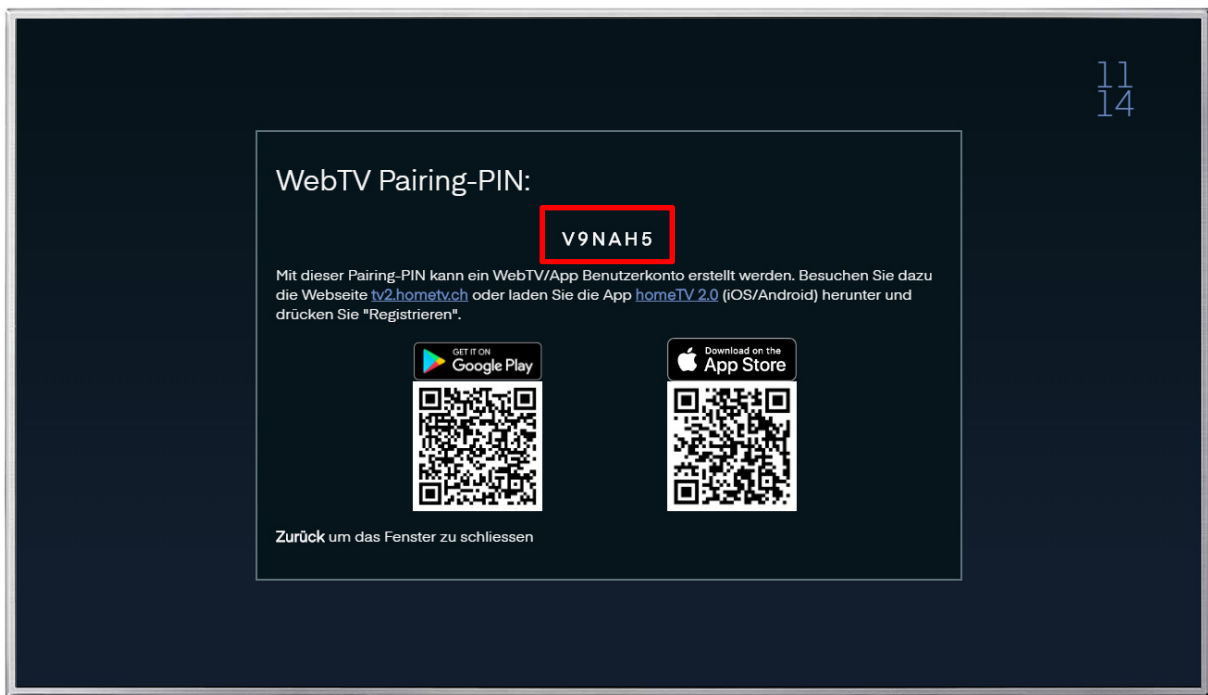 11
14
WebTV Pairing-PIN:
V9NAH5
Mit dieser Pairing-PIN kann ein WebTV/App Benutzerkonto erstellt werden. Besuchen Sie dazu
die Webseite tv2.hometv.ch oder laden Sie die App homeTV 2.0 (iOS/Android) herunter und
drücken Sie "Registrieren".
GET IT ON
Google Play
Download on the
App Store
Zurück um das Fenster zu schliessen